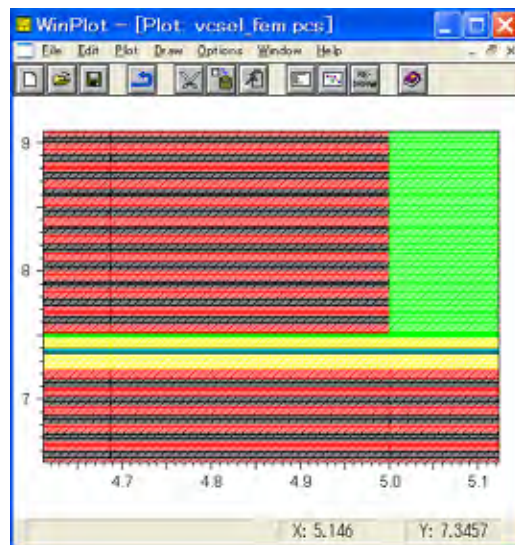 WinPlot - [Plot: vcsel_fem.pcs]
File Edit Plot Draw Options Window Help
9
8
7
4.7 4.8 4.9 5.0 5.1
X: 5.146 Y: 7.3457